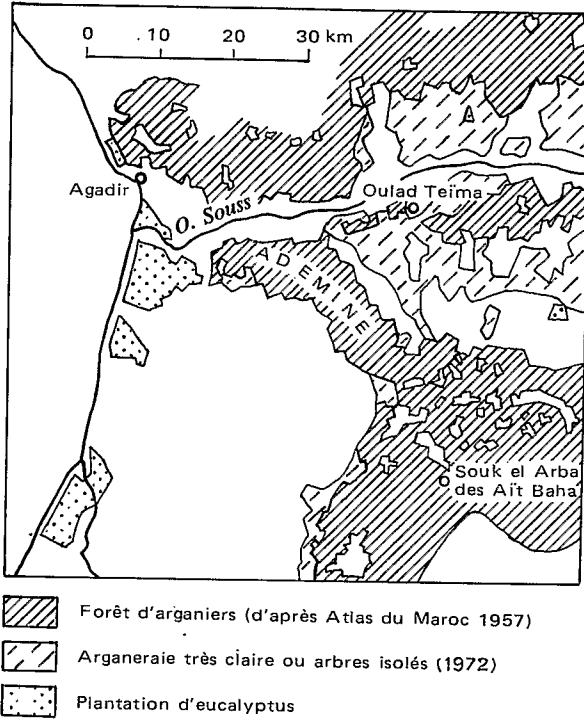 0 10 20 30 km
Agadir
O. Souss
Oulad Teïma
ADEMINE
Souk el Arba
des Aït Baha
Forêt d'arganiers (d'après Atlas du Maroc 1957)
Arganeraie très claire ou arbres isolés (1972)
Plantation d'eucalyptus